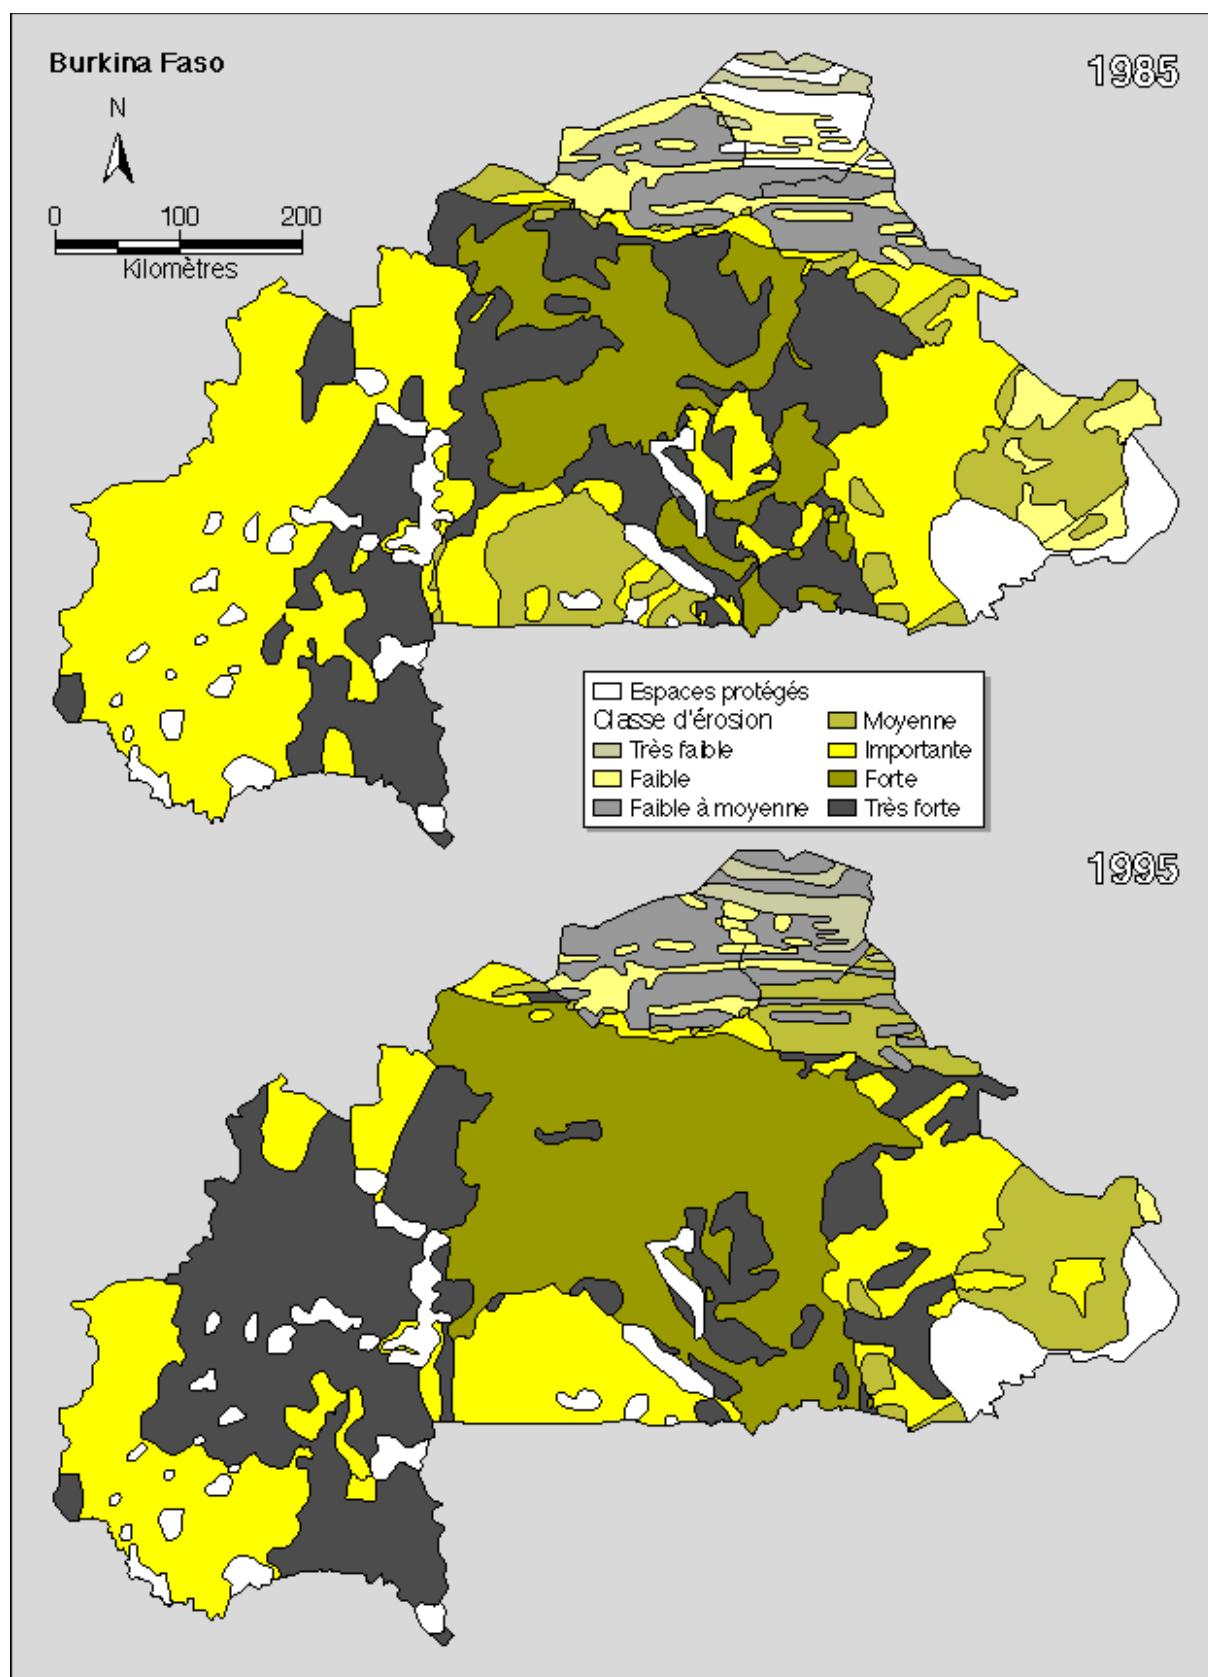 Burkina Faso
1985
N
0 100 200
Kilomètres
Espaces protégés
Classe d'érosion
Très faible
Faible
Faible à moyenne
Moyenne
Importante
Forte
Très forte
1995